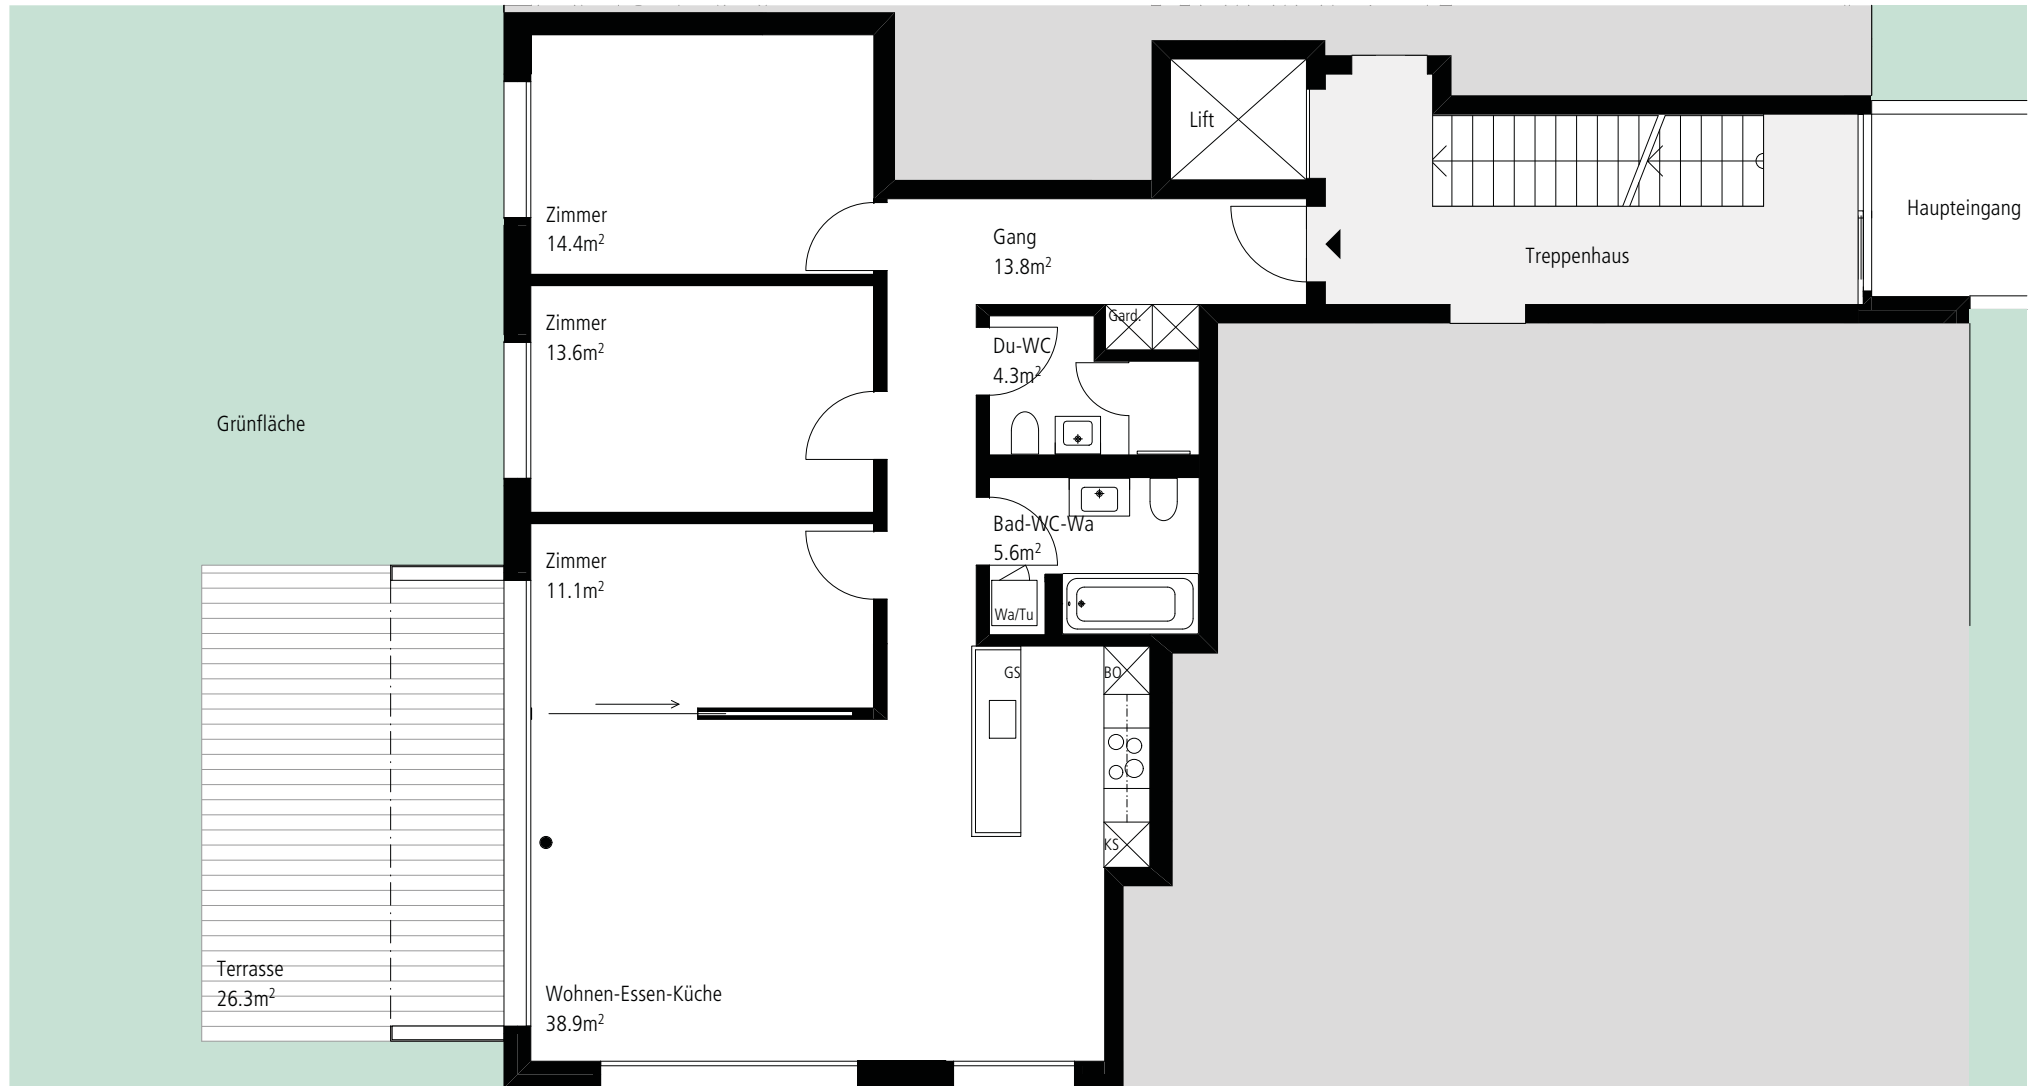 Lift
Zimmer
14.4m²
Haupteingang
Gang
13.8m²
Treppenhaus
Zimmer
13.6m²
Gard.
Du-WC
4.3m²
Grünfläche
Bad-WC-Wa
5.6m²
Zimmer
11.1m²
Wa/Tu
GS
BO
KS
Terrasse
26.3m²
Wohnen-Essen-Küche
38.9m²